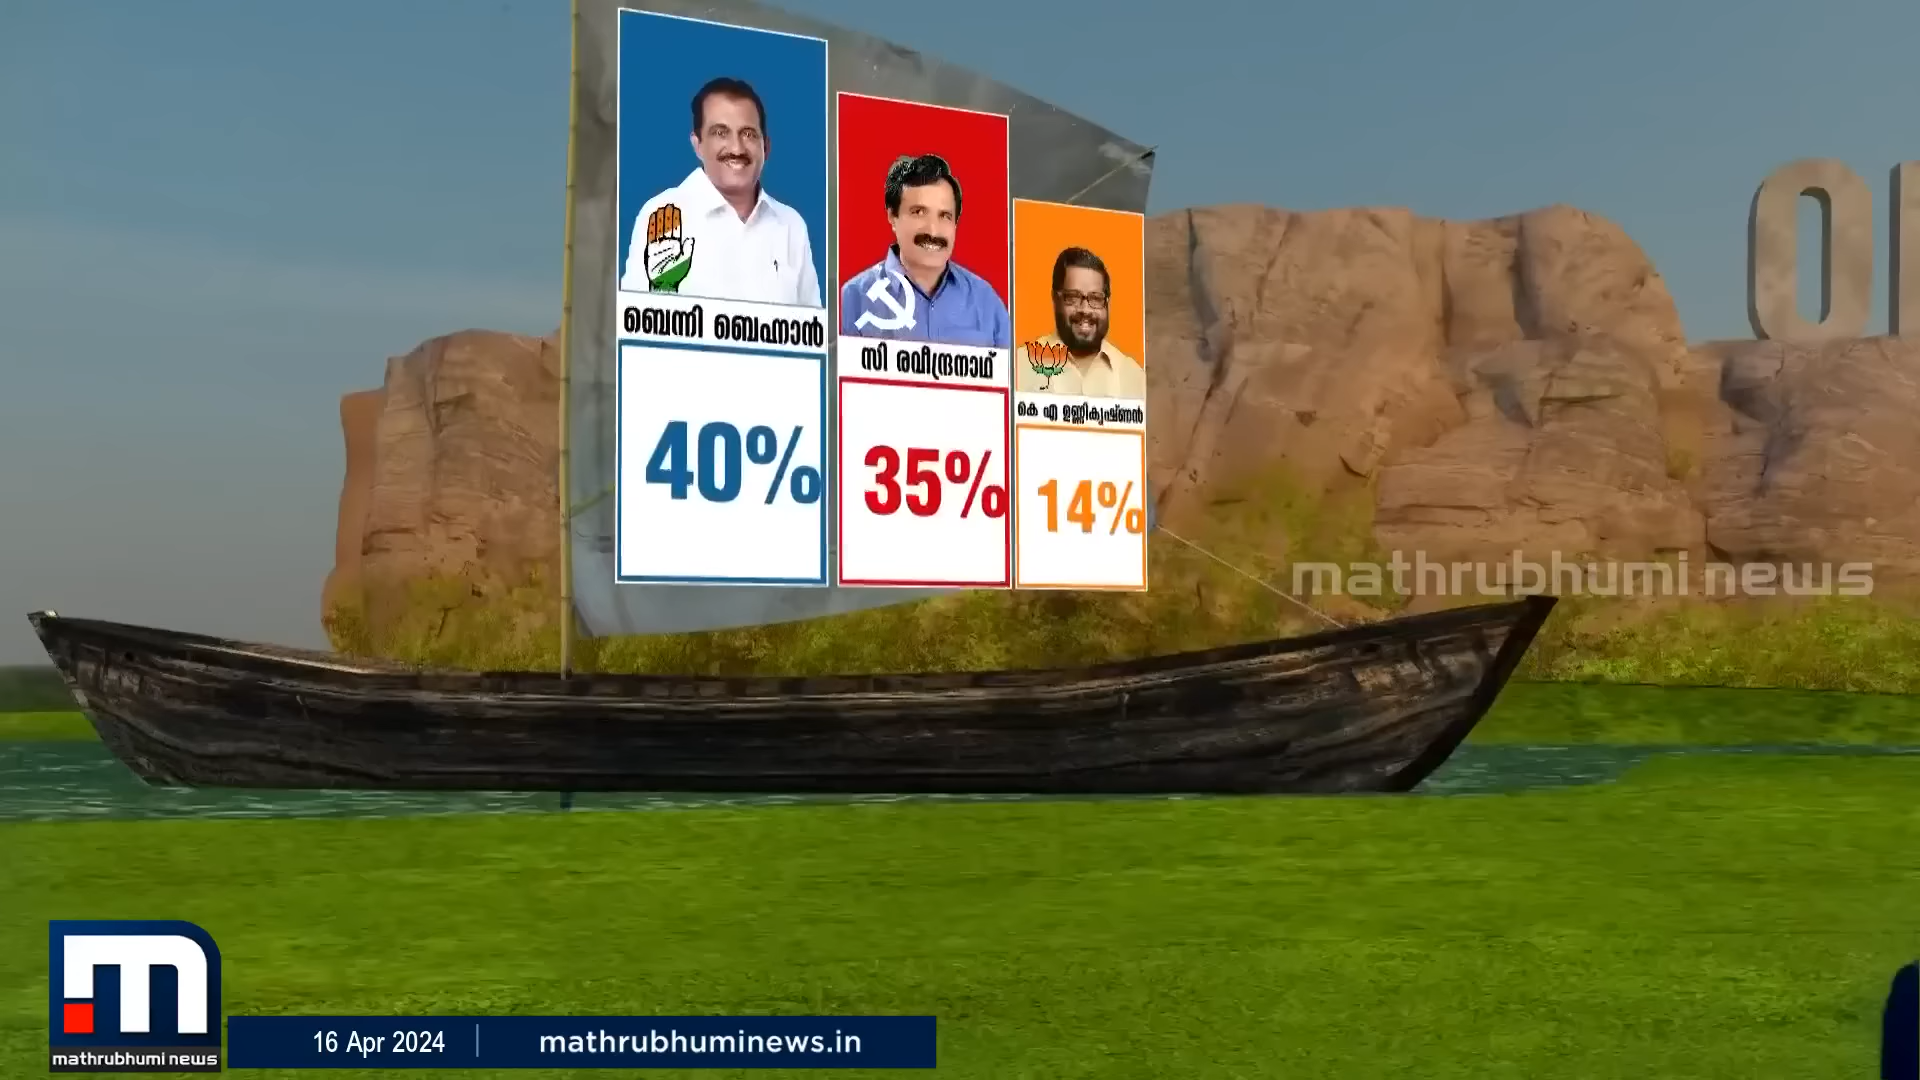 ബെന്നി ബെഹനാൻ
40%
സി രവീന്ദ്രനാഥ്
35%
കെ എ ഉണ്ണികൃഷ്ണൻ
14%
mathrubhumi news
mathrubhumi news
16 Apr 2024
mathrubhuminews.in